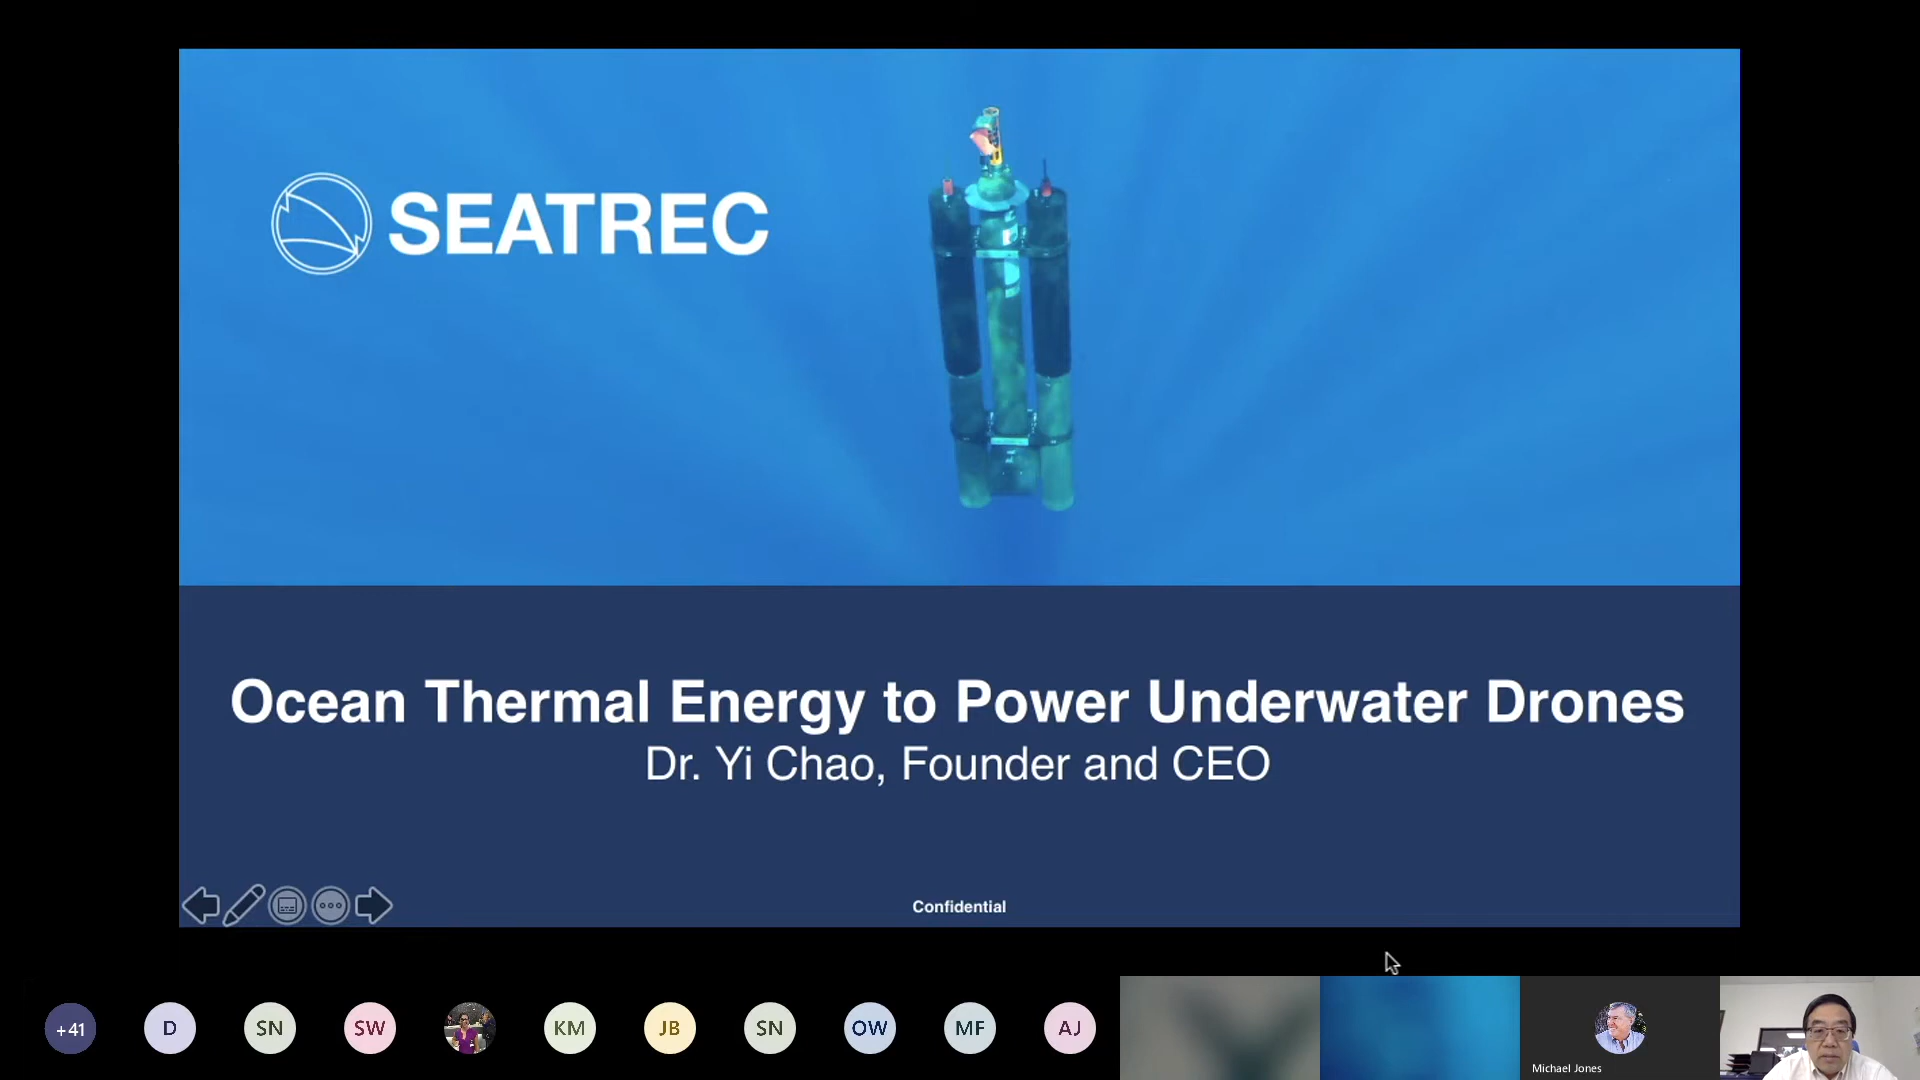 SEATREC
Ocean Thermal Energy to Power Underwater Drones
Dr. Yi Chao, Founder and CEO
Confidential
+41
D
SN
SW
KM
JB
SN
OW
MF
AJ
Michael Jones